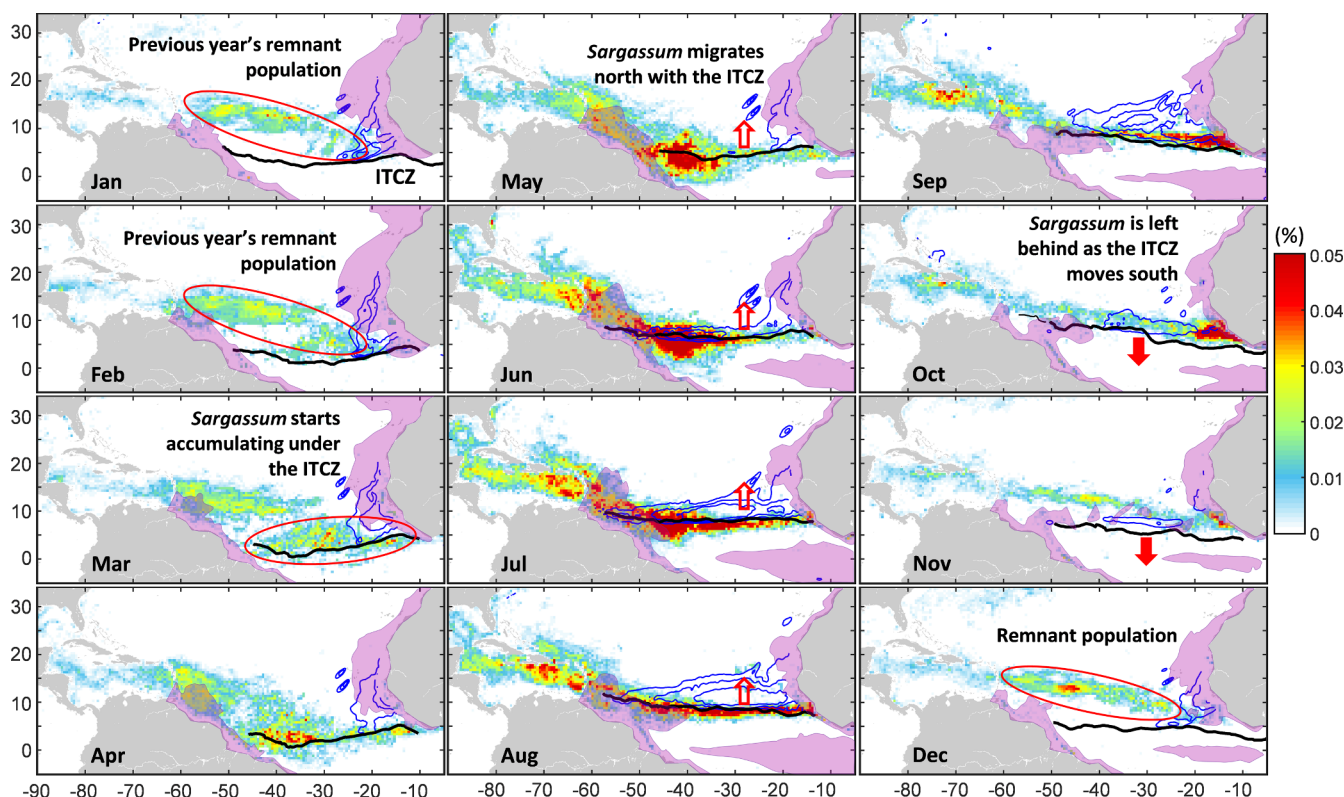 Previous year's remnant
population
ITCZ
Jan
Sargassum migrates
north with the ITCZ
May
Sep
Previous year's remnant
population
Feb
Jun
Sargassum is left
behind as the ITCZ
moves south
Oct
Sargassum starts
accumulating under
the ITCZ
Mar
Jul
Nov
Apr
Aug
Remnant population
Dec
30
20
10
0
30
20
10
0
30
20
10
0
30
20
10
0
-90 -80 -70 -60 -50 -40 -30 -20 -10
-80 -70 -60 -50 -40 -30 -20 -10
-80 -70 -60 -50 -40 -30 -20 -10
(%)
0.05
0.04
0.03
0.02
0.01
0